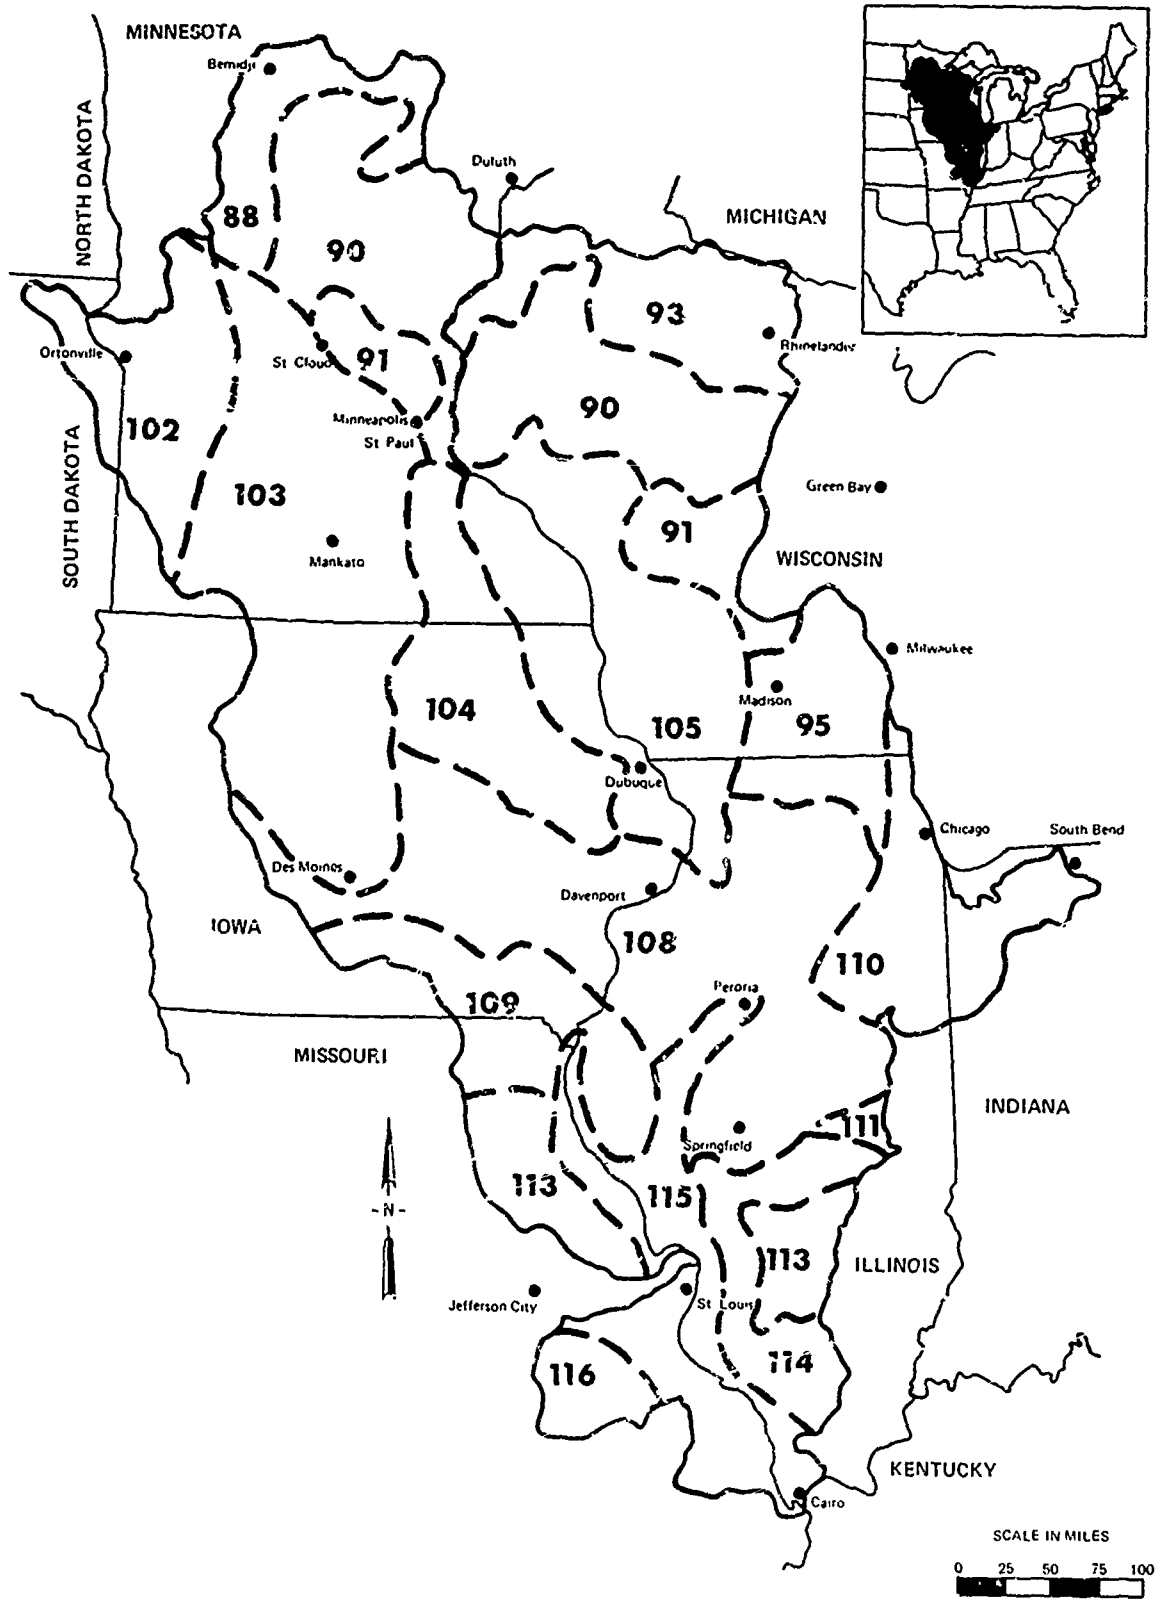 MINNESOTA
Bemidji
NORTH DAKOTA
Duluth
88
MICHIGAN
90
93
Rhinelander
Ortonville
St Cloud
91
90
Minneapolis
St Paul
102
SOUTH DAKOTA
103
Green Bay
91
WISCONSIN
Mankato
Milwaukee
Madison
104
105
95
Dubuque
Chicago
South Bend
Des Moines
Davenport
IOWA
108
110
Peroria
109
MISSOURI
INDIANA
111
Springfield
113
115
-N-
113
ILLINOIS
Jefferson City
St Louis
114
116
KENTUCKY
Cairo
SCALE IN MILES
0 25 50 75 100